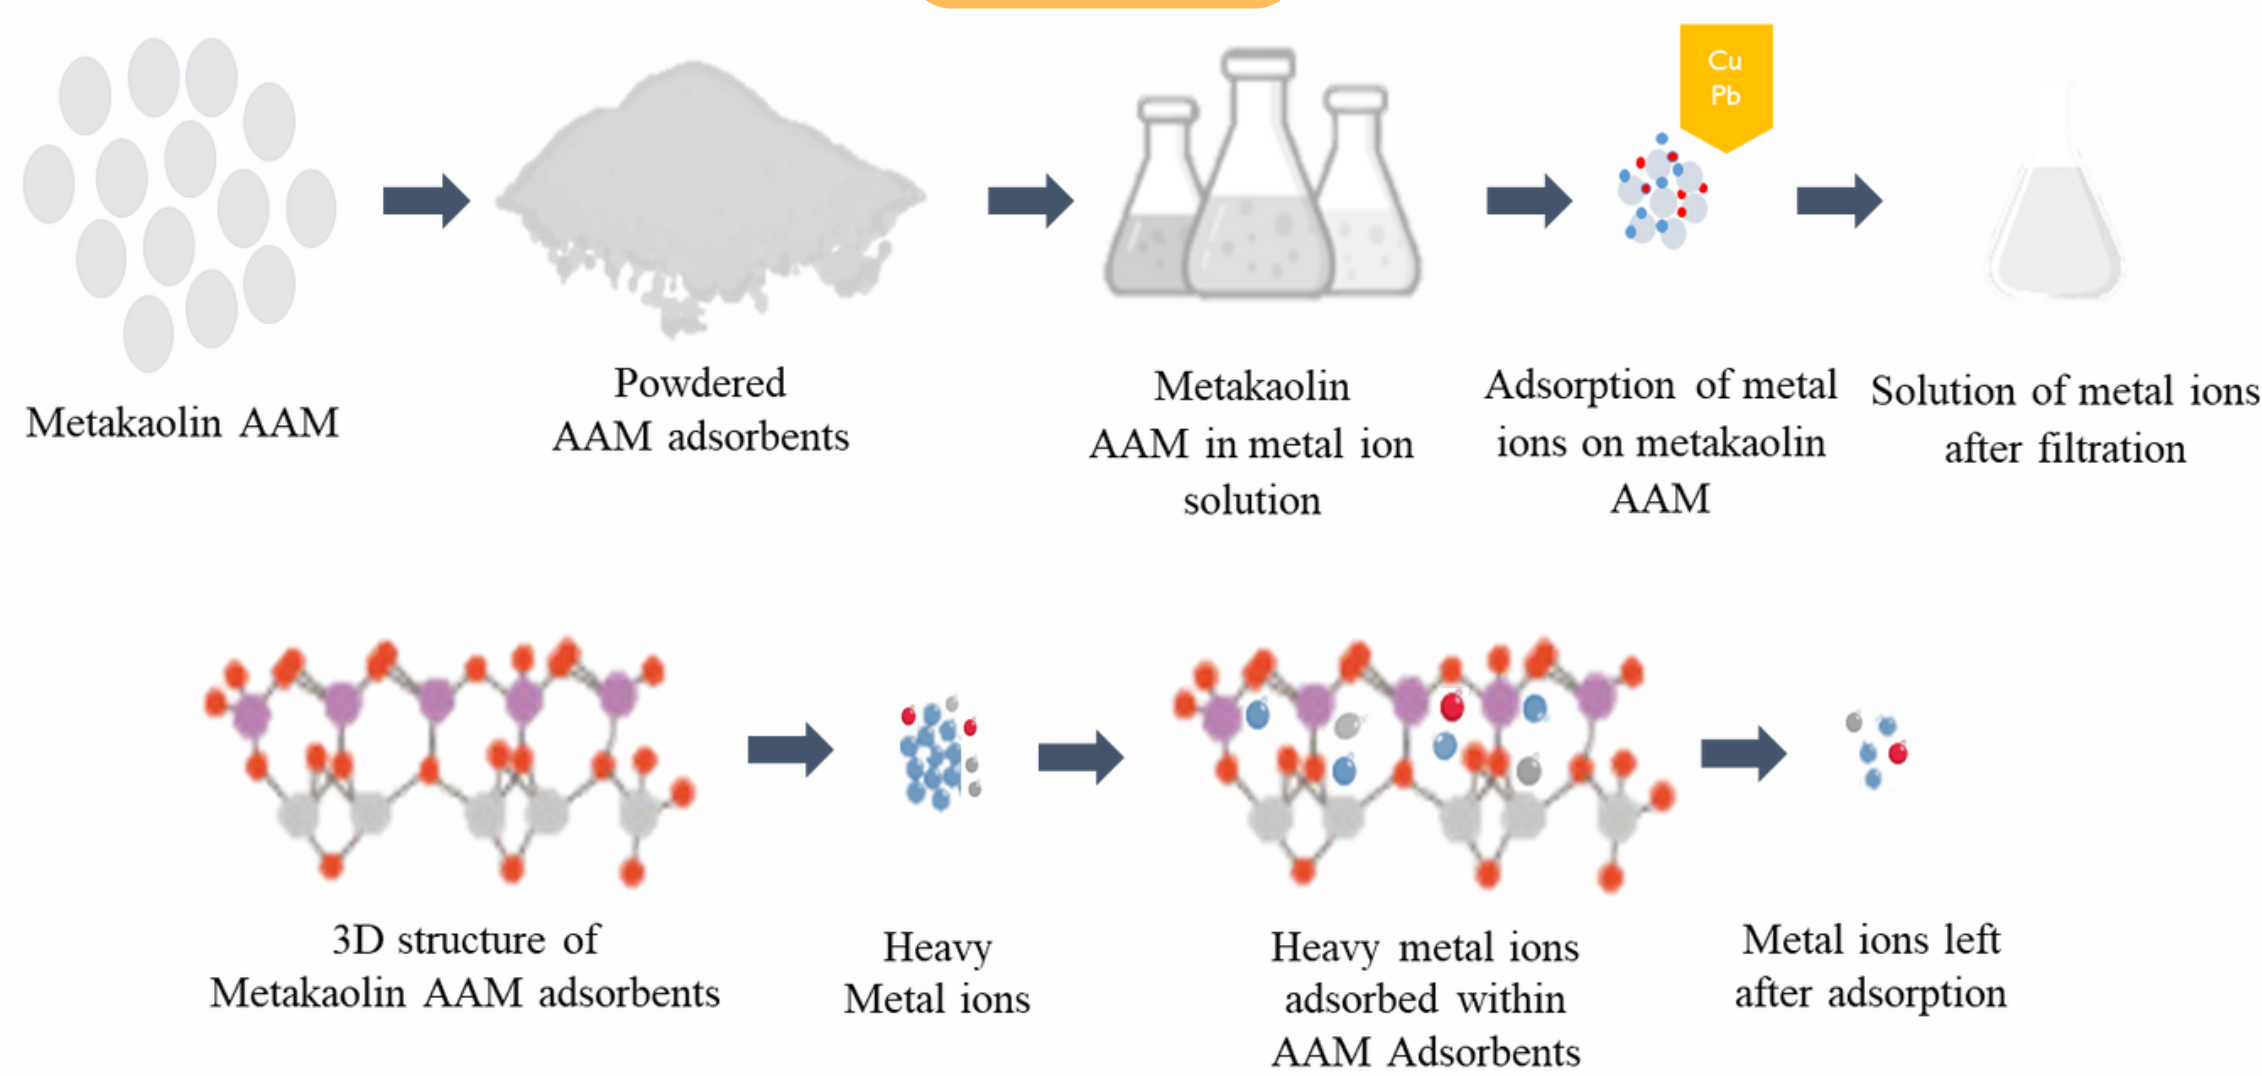 Cu
Pb
Metakaolin AAM
Powdered
AAM adsorbents
Metakaolin
AAM in metal ion
solution
Adsorption of metal
ions on metakaolin
AAM
Solution of metal ions
after filtration
3D structure of
Metakaolin AAM adsorbents
Heavy
Metal ions
Heavy metal ions
adsorbed within
AAM Adsorbents
Metal ions left
after adsorption